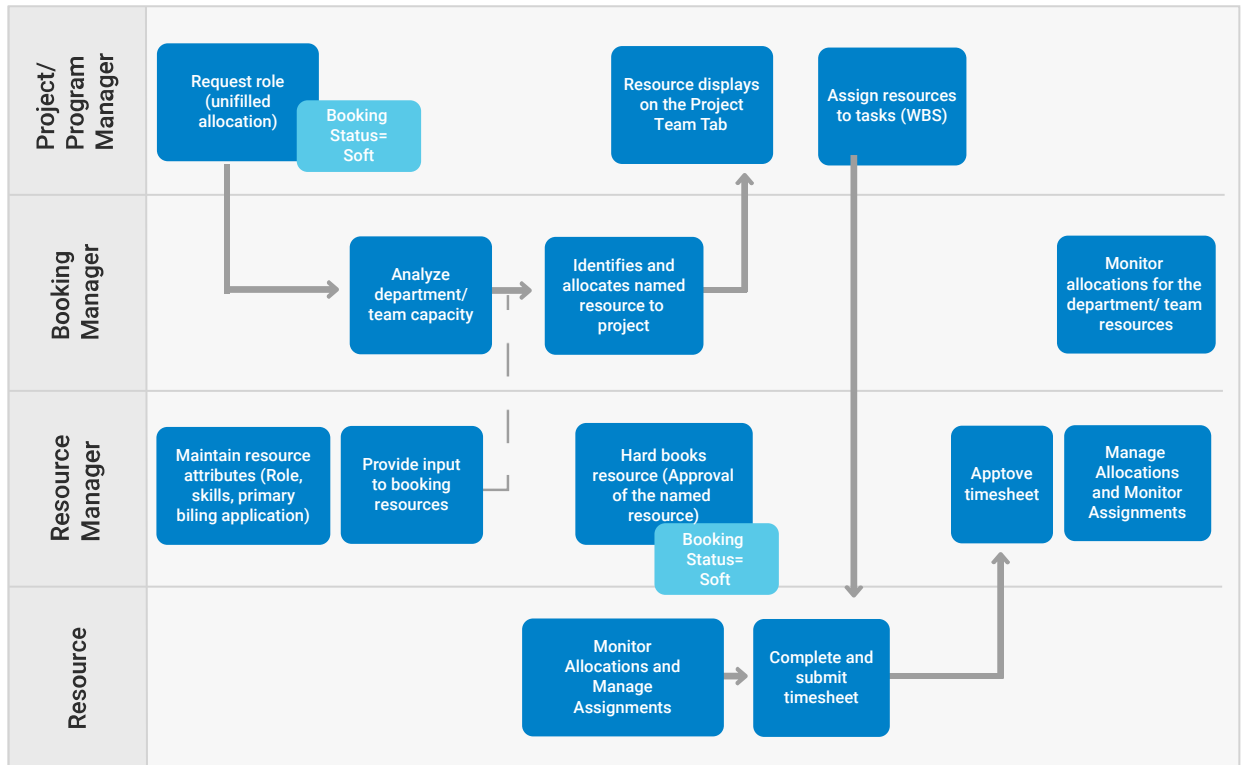 Project/
Program
Manager
Request role
(unifilled
allocation)
Booking
Status=
Soft
Resource displays
on the Project
Team Tab
Assign resources
to tasks (WBS)
Booking
Manager
Analyze
department/
team capacity
Identifies and
allocates named
resource to
project
Monitor
allocations for the
department/ team
resources
Resource
Manager
Maintain resource
attributes (Role,
skills, primary
biling application)
Provide input
to booking
resources
Hard books
resource (Approval
of the named
resource)
Booking
Status=
Soft
Apptove
timesheet
Manage
Allocations
and Monitor
Assignments
Resource
Monitor
Allocations and
Manage
Assignments
Complete and
submit
timesheet